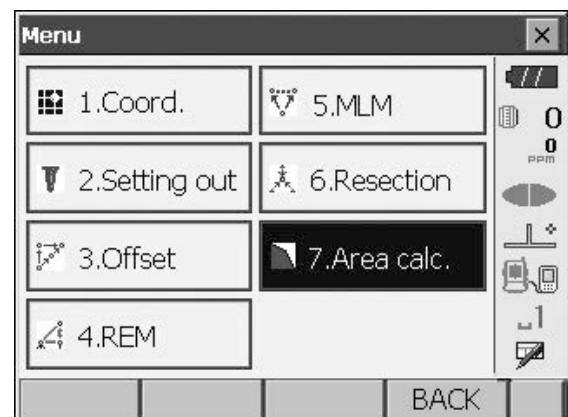 Menu
1.Coord.
5.MLM
2.Setting out
6.Resection
3.Offset
7.Area calc.
4.REM
0
0
PPM
1
BACK